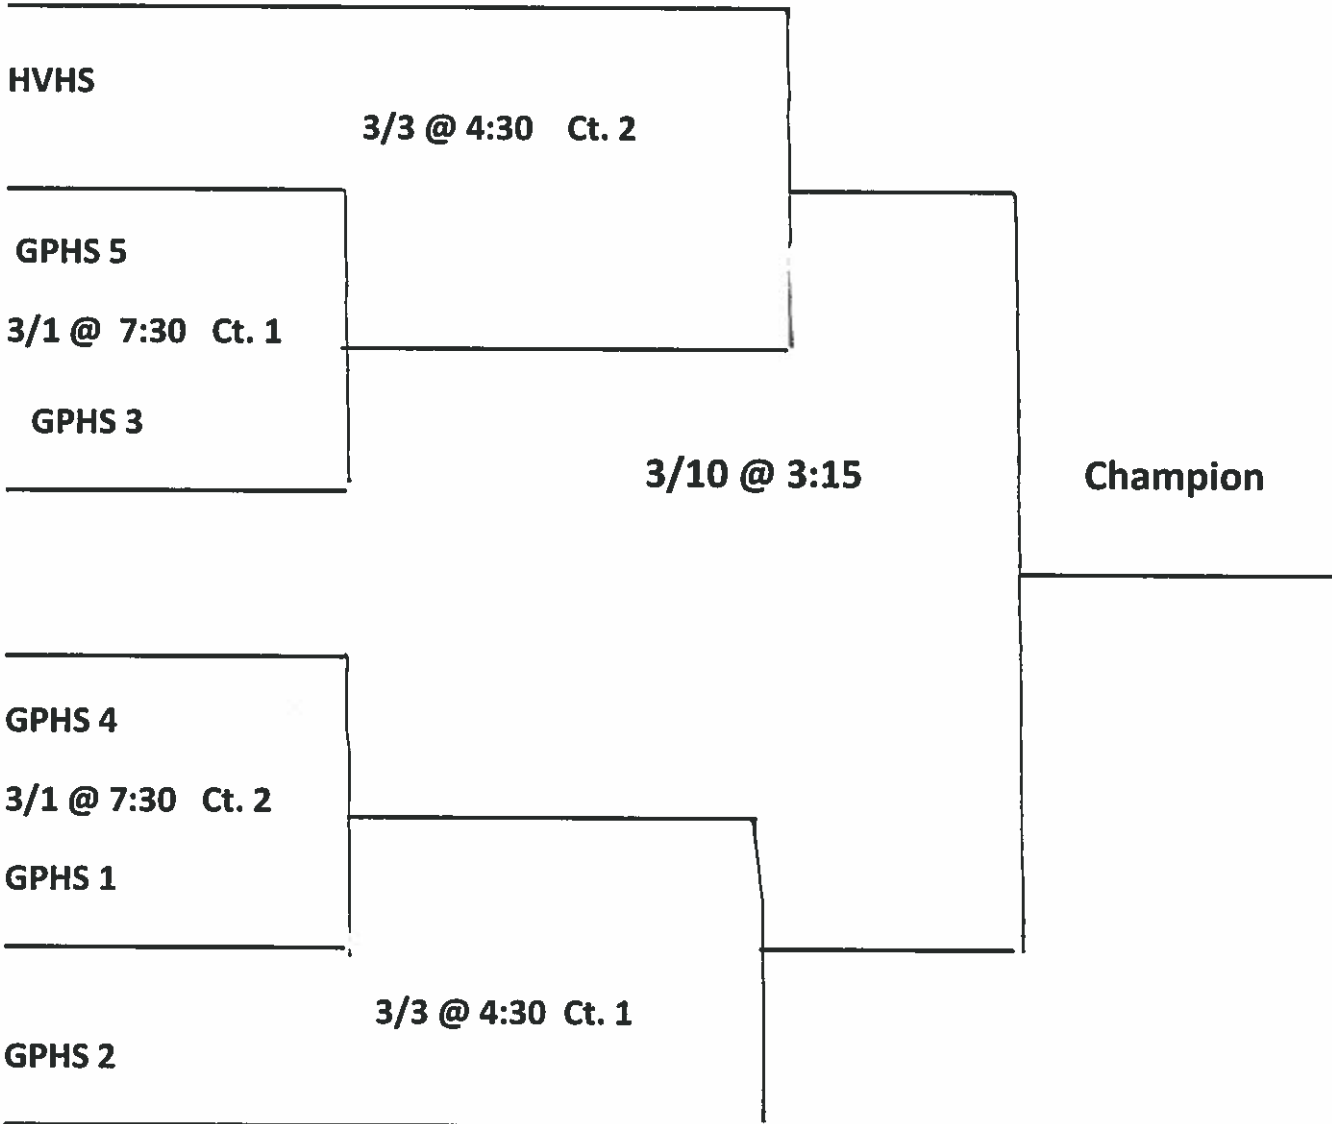 HVHS
3/3 @ 4:30 Ct. 2
GPHS 5
3/1 @ 7:30 Ct. 1
GPHS 3
3/10 @ 3:15
Champion
GPHS 4
3/1 @ 7:30 Ct. 2
GPHS 1
3/3 @ 4:30 Ct. 1
GPHS 2